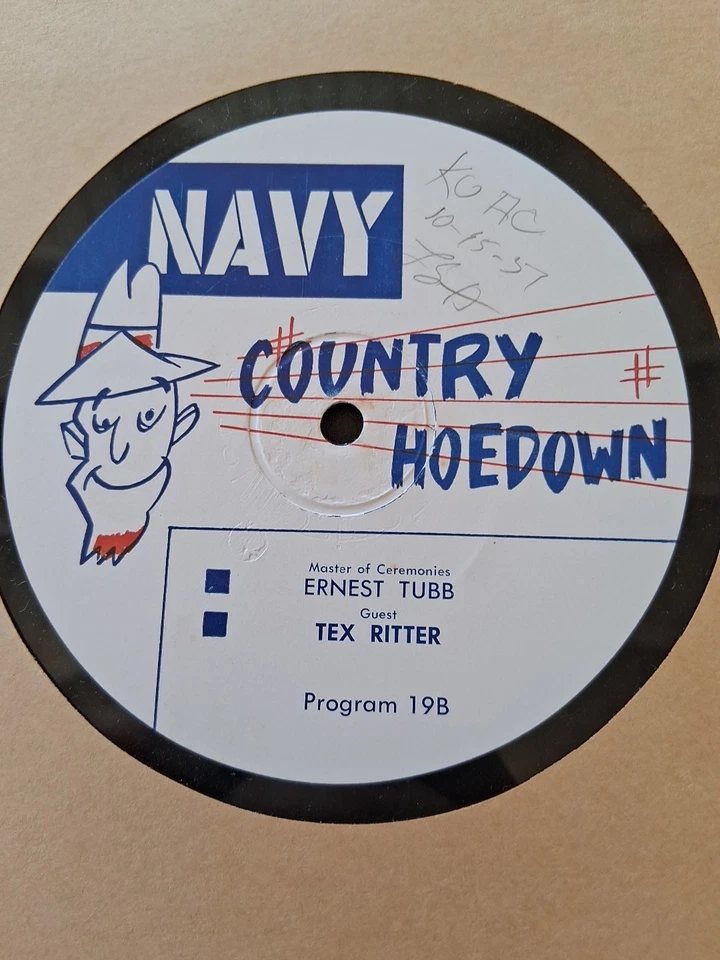 NAVY
KOAC
10-15-57
COUNTRY
HOEDOWN
Master of Ceremonies
ERNEST TUBB
Guest
TEX RITTER
Program 19B